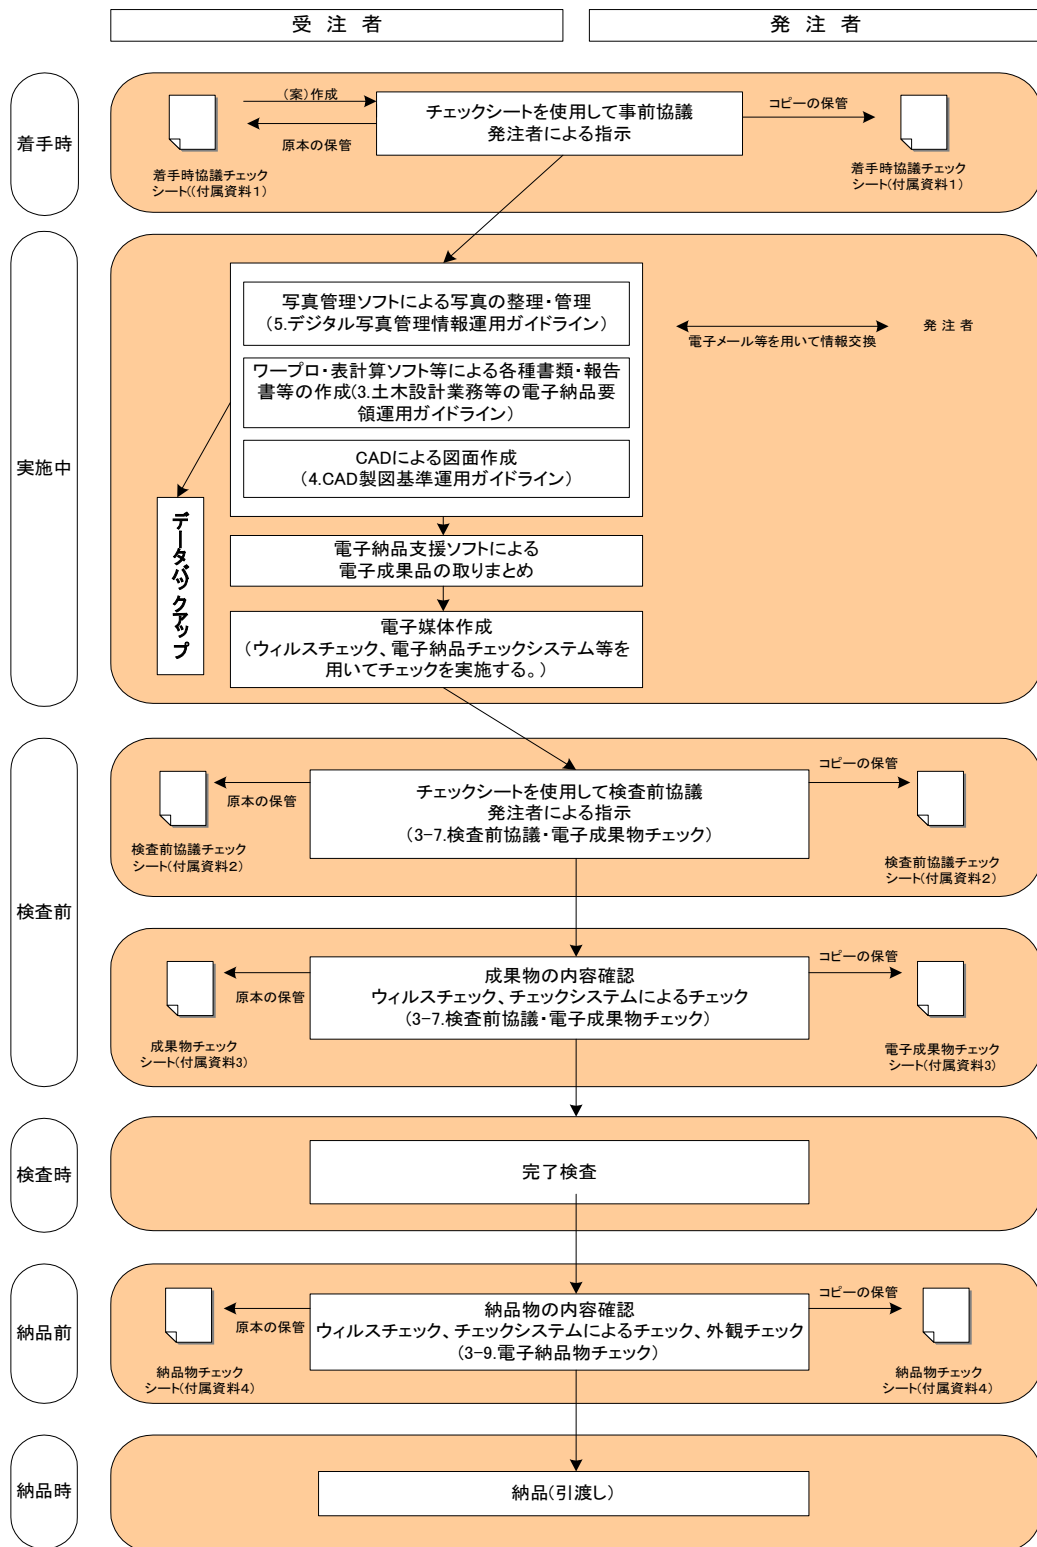 受 注 者
発 注 者
着手時
(案)作成
原本の保管
着手時協議チェック
シート((付属資料1)
チェックシートを使用して事前協議
発注者による指示
コピーの保管
着手時協議チェック
シート(付属資料1)
実施中
写真管理ソフトによる写真の整理・管理
(5.デジタル写真管理情報運用ガイドライン)
ワープロ・表計算ソフト等による各種書類・報告
書等の作成(3.土木設計業務等の電子納品要
領運用ガイドライン)
CADによる図面作成
(4.CAD製図基準運用ガイドライン)
電子メール等を用いて情報交換
発 注 者
データバックアップ
電子納品支援ソフトによる
電子成果品の取りまとめ
電子媒体作成
(ウィルスチェック、電子納品チェックシステム等を
用いてチェックを実施する。)
検査前
原本の保管
検査前協議チェック
シート(付属資料2)
チェックシートを使用して検査前協議
発注者による指示
(3-7.検査前協議・電子成果物チェック)
コピーの保管
検査前協議チェック
シート(付属資料2)
原本の保管
成果物チェック
シート(付属資料3)
成果物の内容確認
ウィルスチェック、チェックシステムによるチェック
(3-7.検査前協議・電子成果物チェック)
コピーの保管
電子成果物チェック
シート(付属資料3)
検査時
完了検査
納品前
原本の保管
納品物チェック
シート(付属資料4)
納品物の内容確認
ウィルスチェック、チェックシステムによるチェック、外観チェック
(3-9.電子納品物チェック)
コピーの保管
納品物チェック
シート(付属資料4)
納品時
納品(引渡し)